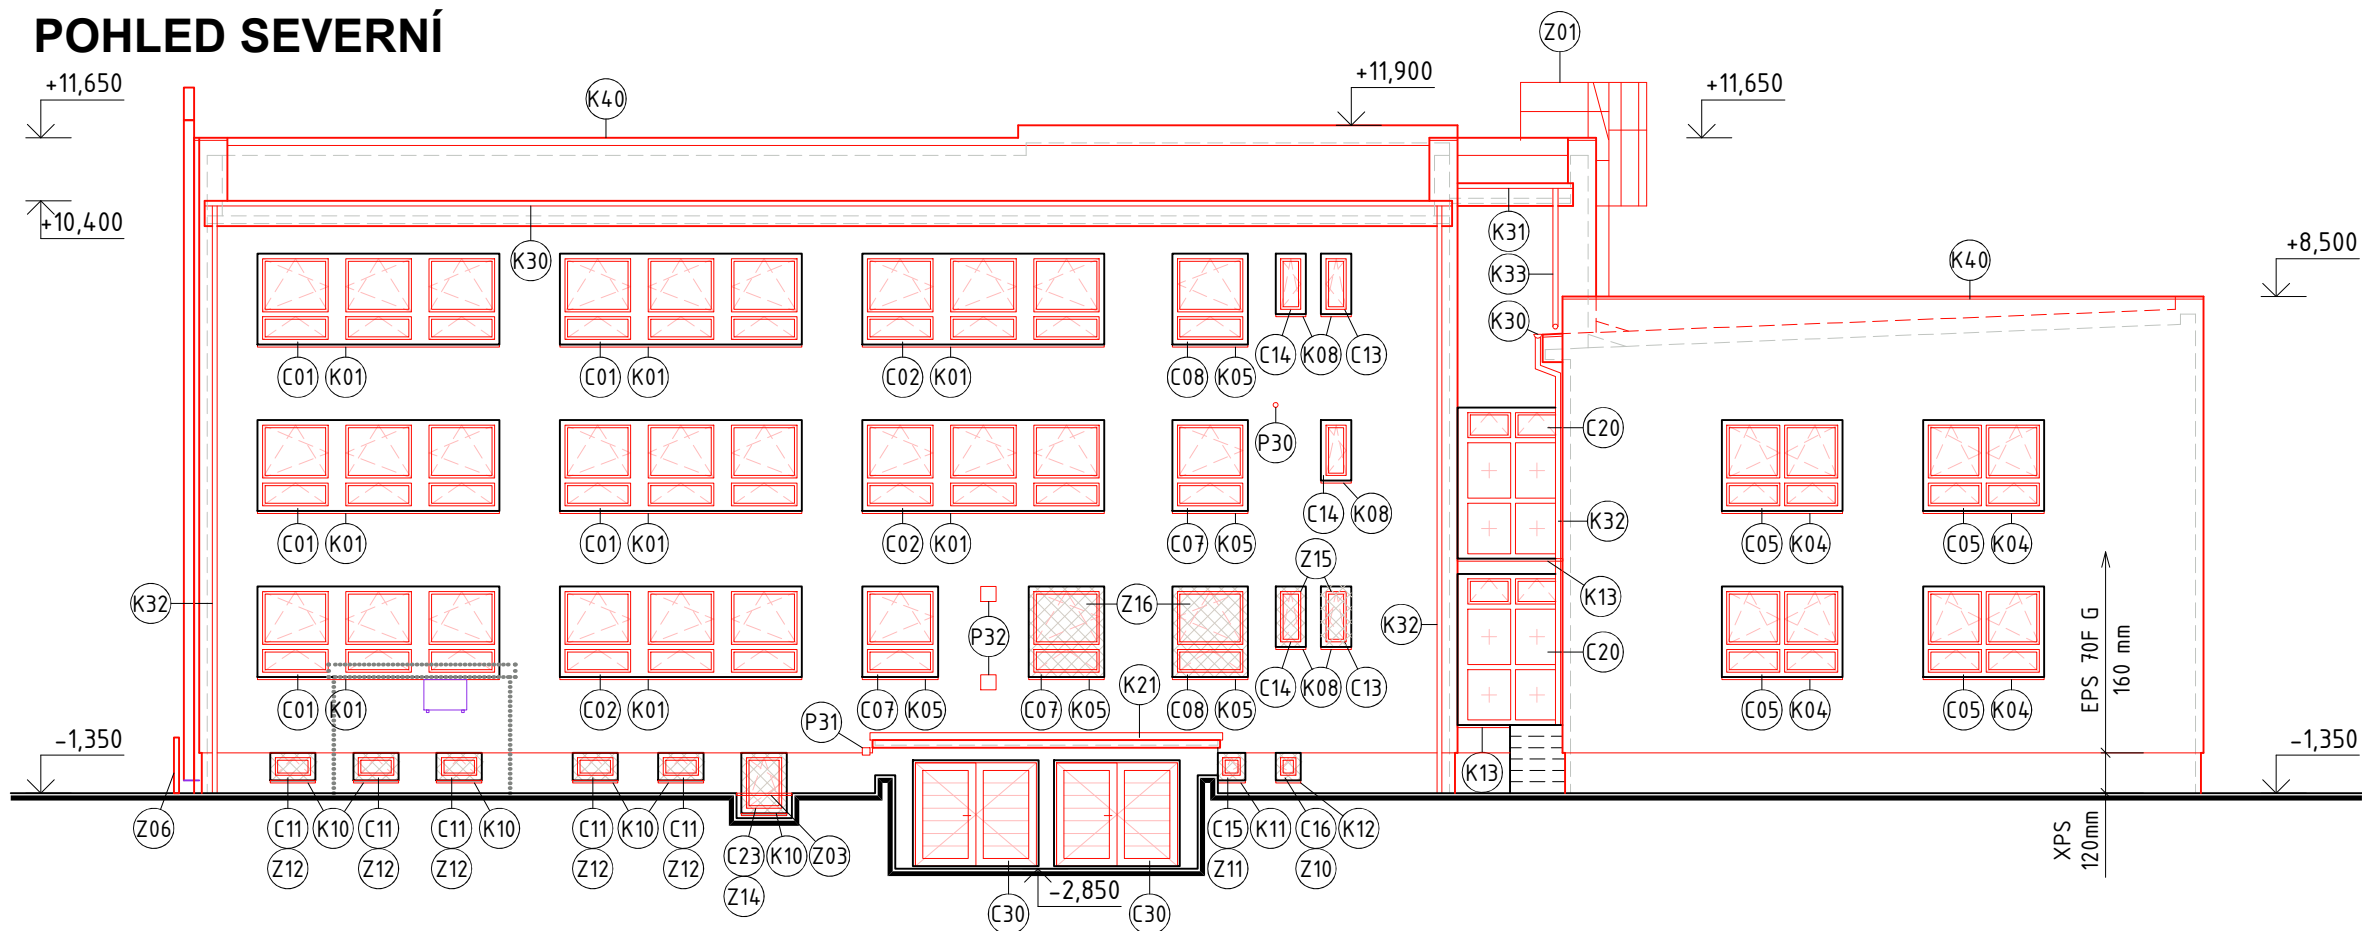 POHLED SEVERNÍ
Z01
+11,650
K40
+11,900
+11,650
+10,400
K30
K31
K33
K30
K40
+8,500
C01 K01
C01 K01
C02 K01
C08 K05
C14 K08 C13
P30
C20
C01 K01
C01 K01
C02 K01
C07 K05
C14 K08
K32
C05 K04
C05 K04
Z15
K32
P32
Z16
K32
K13
C20
EPS 70F G
160 mm
C01 K01
C02 K01
P31
C07 K05
C07 K05
K21
C08 K05
C14 K08 C13
C05 K04
C05 K04
-1,350
K13
-1,350
Z06
C11 K10 C11
C11 K10
C11 K10 C11
C23 K10 Z03
C15 K11
C16 K12
XPS
120mm
Z12
Z12
Z12
Z12
Z12
Z14
Z11
Z10
-2,850
C30
C30